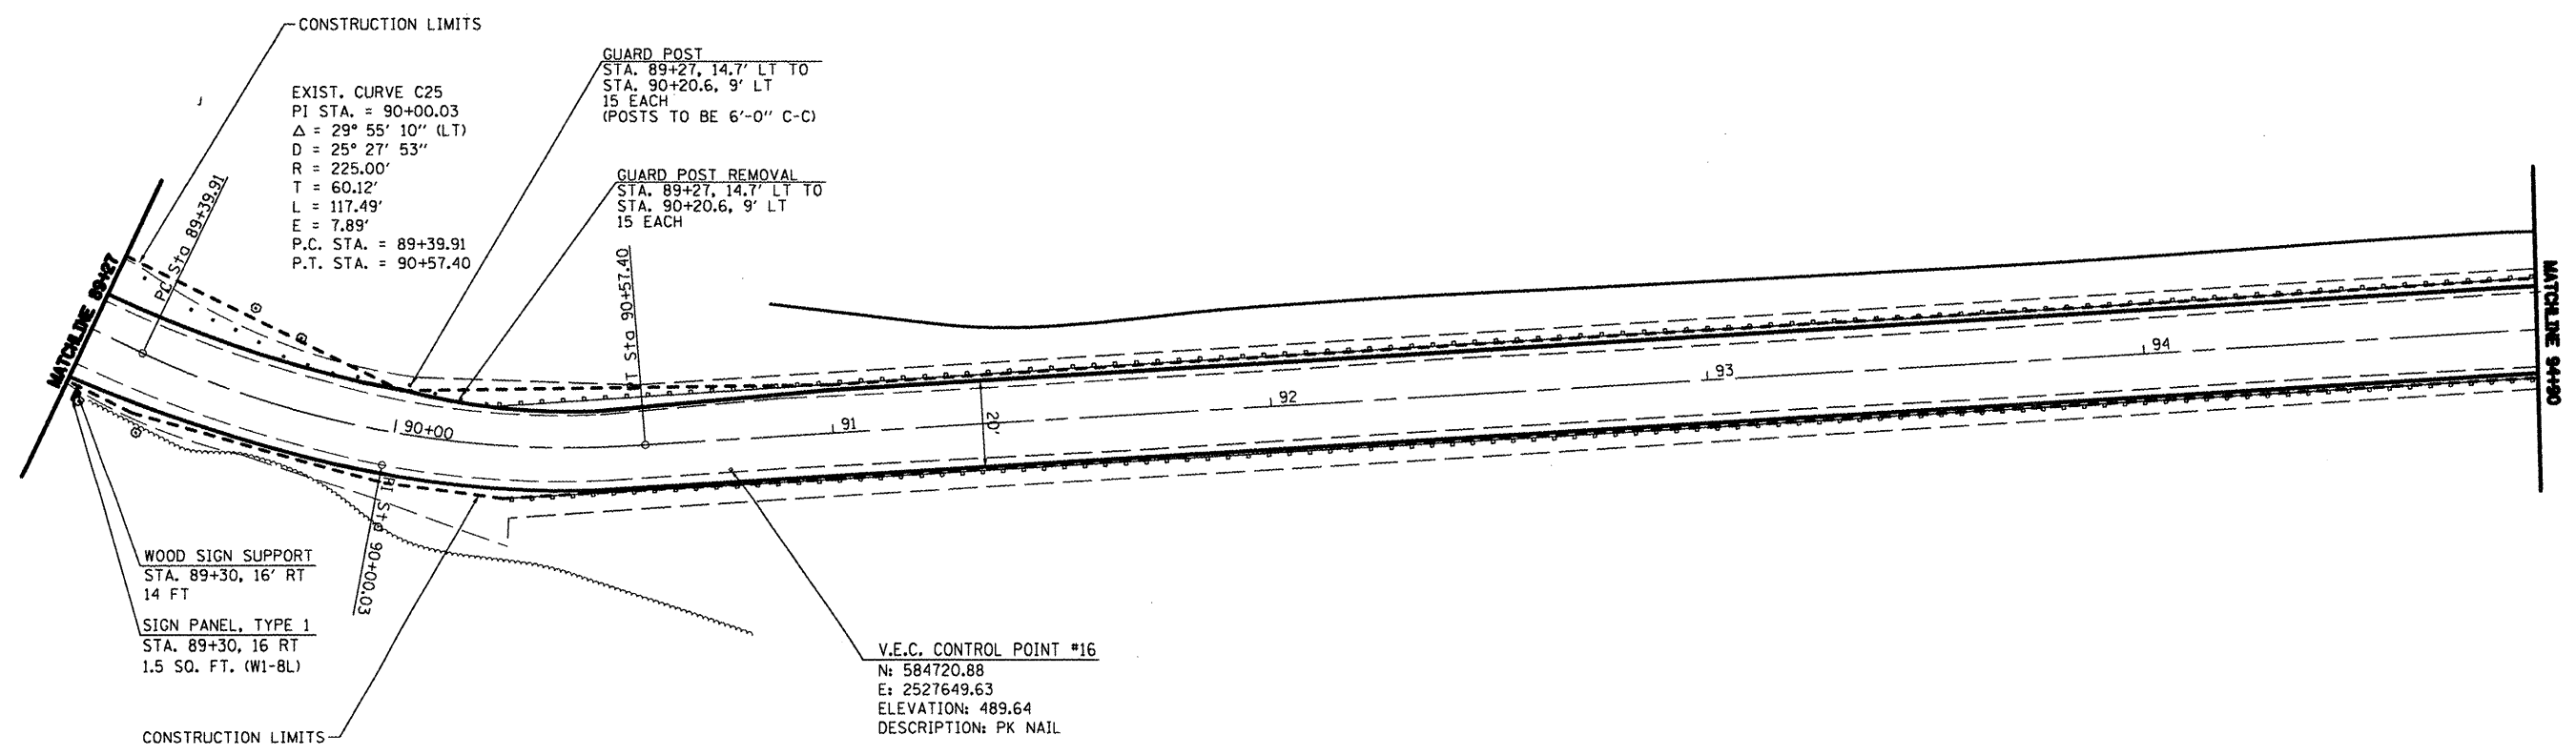 CONSTRUCTION LIMITS
EXIST. CURVE C25
PI STA. = 90+00.03
Δ = 29° 55' 10" (LT)
D = 25° 27' 53"
R = 225.00'
T = 60.12'
L = 117.49'
E = 7.89'
P.C. STA. = 89+39.91
P.T. STA. = 90+57.40
GUARD POST
STA. 89+27, 14.7' LT TO
STA. 90+20.6, 9' LT
15 EACH
(POSTS TO BE 6'-0" C-C)
GUARD POST REMOVAL
STA. 89+27, 14.7' LT TO
STA. 90+20.6, 9' LT
15 EACH
MATCHLINE 89+27
PC Sta 89+39.91
PT Sta 90+57.40
PI Sta 90+00.03
90+00
91
20'
92
93
94
MATCHLINE 94+90
WOOD SIGN SUPPORT
STA. 89+30, 16' RT
14 FT
SIGN PANEL, TYPE 1
STA. 89+30, 16 RT
1.5 SQ. FT. (W1-8L)
CONSTRUCTION LIMITS
V.E.C. CONTROL POINT #16
N: 584720.88
E: 2527649.63
ELEVATION: 489.64
DESCRIPTION: PK NAIL